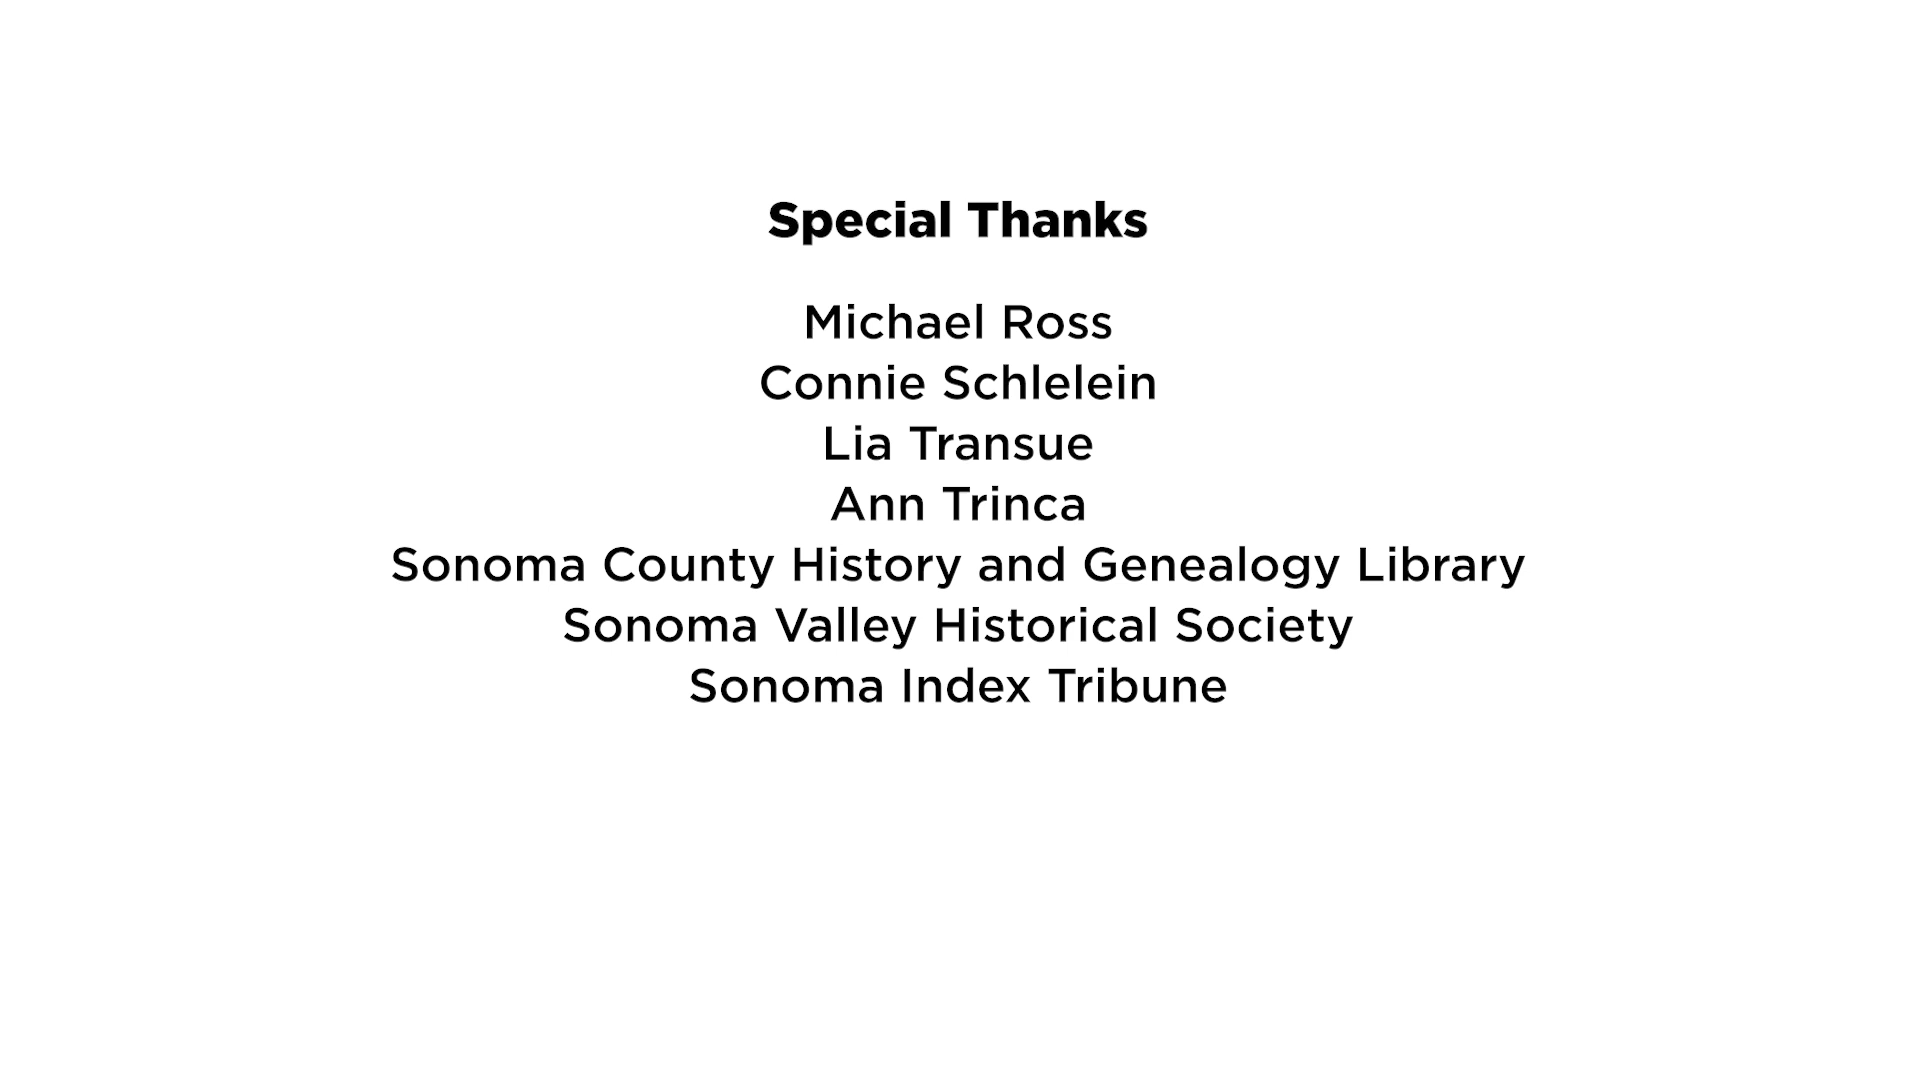 Special Thanks
Michael Ross
Connie Schlelein
Lia Transue
Ann Trinca
Sonoma County History and Genealogy Library
Sonoma Valley Historical Society
Sonoma Index Tribune